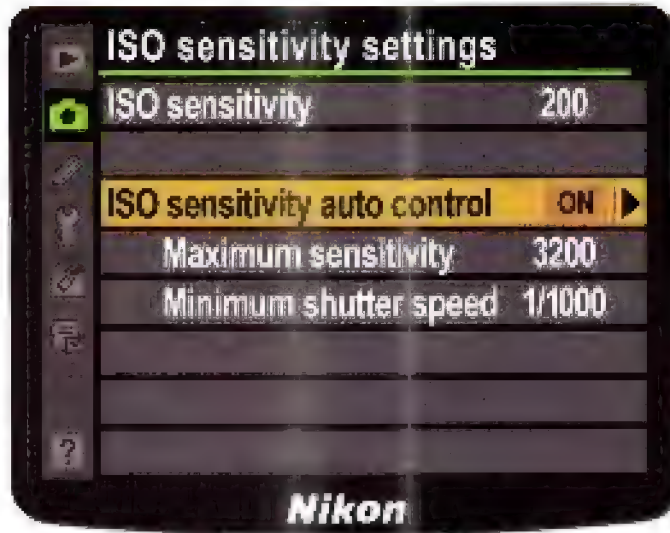 ISO sensitivity settings
ISO sensitivity 200
ISO sensitivity auto control ON
Maximum sensitivity 3200
Minimum shutter speed 1/1000
?
Nikon